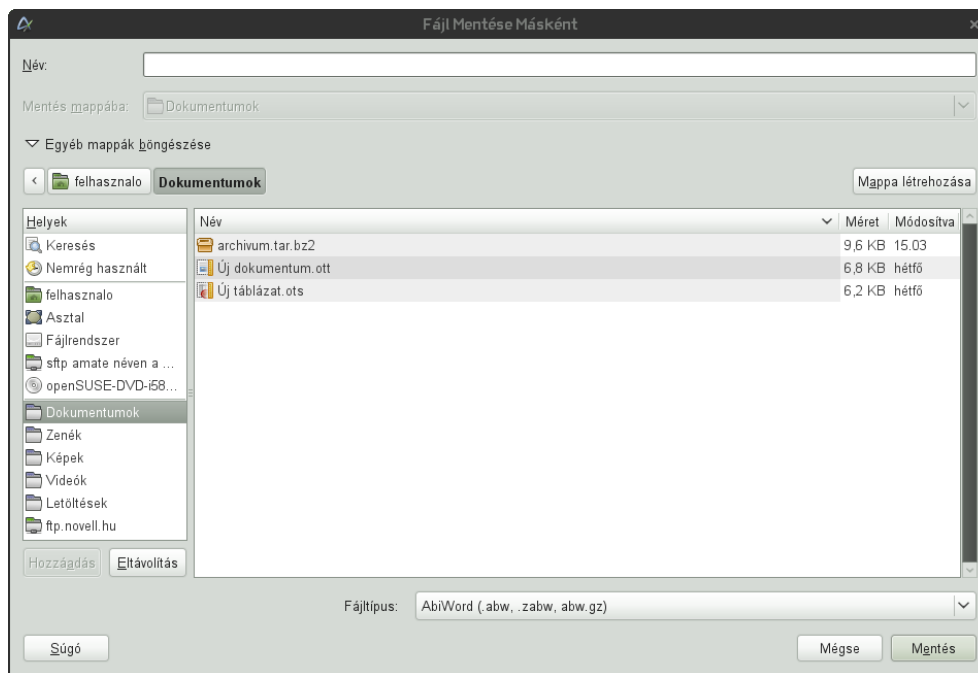 Fájl Mentése Másként
Név:
Mentés mappába: Dokumentumok
Egyéb mappák böngészése
felhasznalo Dokumentumok Mappa létrehozása
Helyek Név Méret Módosítva
Keresés archivum.tar.bz2 9,6 KB 15.03
Nemrég használt Új dokumentum.ott 6,8 KB hétfő
felhasznalo Új táblázat.ots 6,2 KB hétfő
Asztal
Fájlrendszer
sftp amate néven a ...
openSUSE-DVD-i58...
Dokumentumok
Zenék
Képek
Videók
Letöltések
ftp.novell.hu
Hozzáadás Eltávolítás
Fájltípus: AbiWord (.abw, .zabw, abw.gz)
Súgó Mégse Mentés